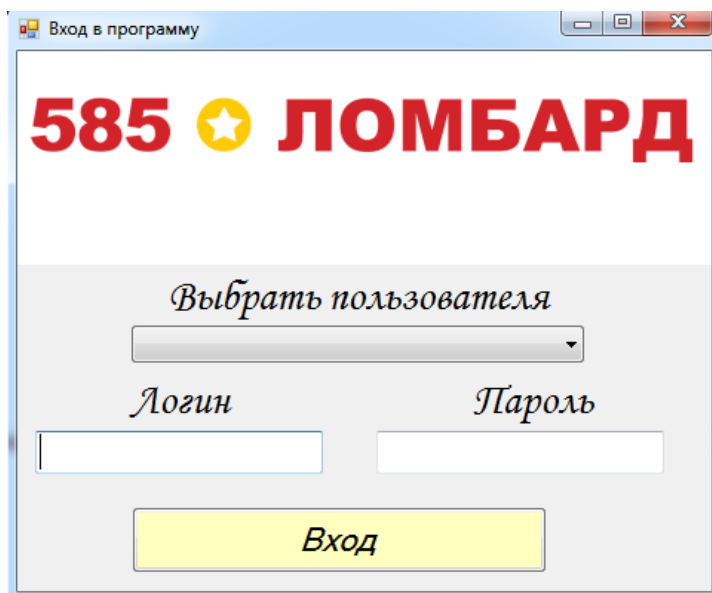 Вход в программу
585 ЛОМБАРД
Выбрать пользователя
Логин
Пароль
Вход